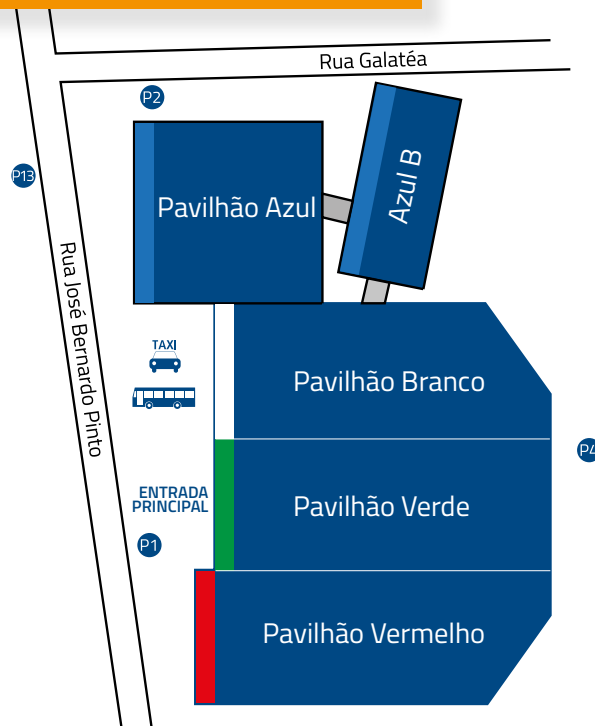 Rua Galatéa
P2
P13
Pavilhão Azul
Azul B
Rua José Bernardo Pinto
TAXI
Pavilhão Branco
P4
ENTRADA
PRINCIPAL
Pavilhão Verde
P1
Pavilhão Vermelho